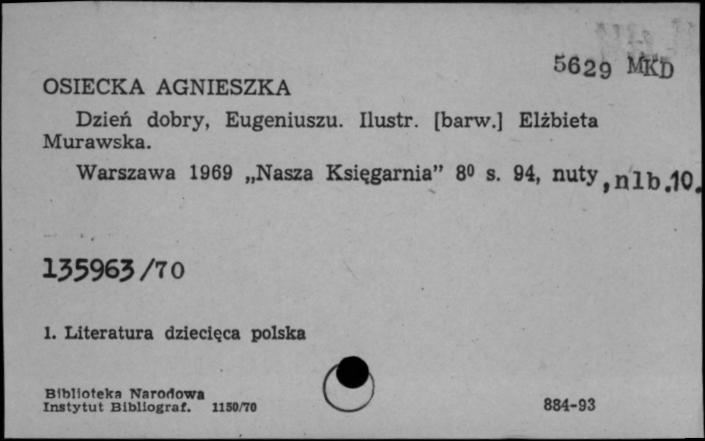 5629 MKD
OSIECKA AGNIESZKA
Dzień dobry, Eugeniuszu. Ilustr. [barw.] Elżbieta
Murawska.
Warszawa 1969 „Nasza Księgarnia” 8⁰ s. 94, nuty, nlb.10.
135963/70
1. Literatura dziecięca polska
Biblioteka Narodowa
Instytut Bibliograf. 1150/70
884-93